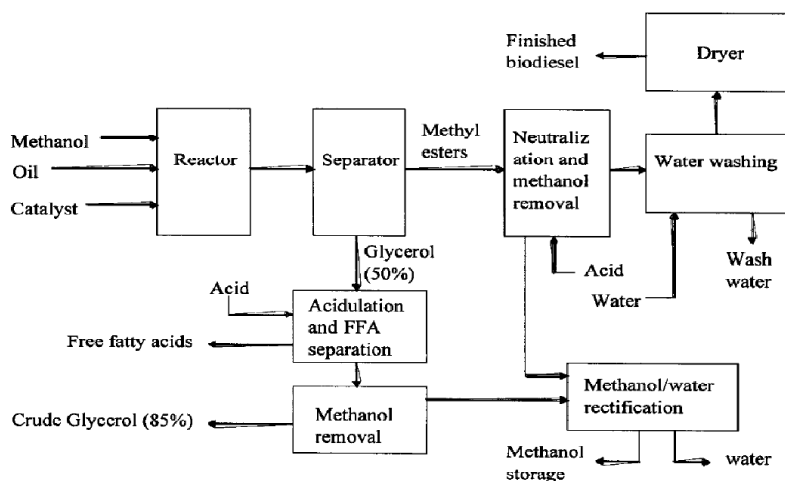 Finished
biodiesel
Dryer
Methanol
Oil
Catalyst
Reactor
Separator
Methyl
esters
Neutraliz
ation and
methanol
removal
Water washing
Glycerol
(50%)
Acid
Water
Wash
water
Acid
Acidulation
and FFA
separation
Free fatty acids
Methanol
removal
Crude Glycerol (85%)
Methanol/water
rectification
Methanol
storage
water